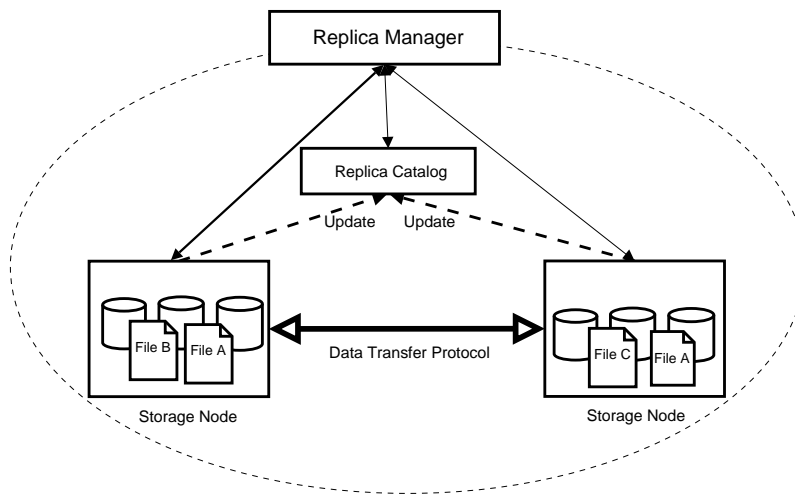 Replica Manager
Replica Catalog
Update Update
File B File A
File C File A
Data Transfer Protocol
Storage Node
Storage Node